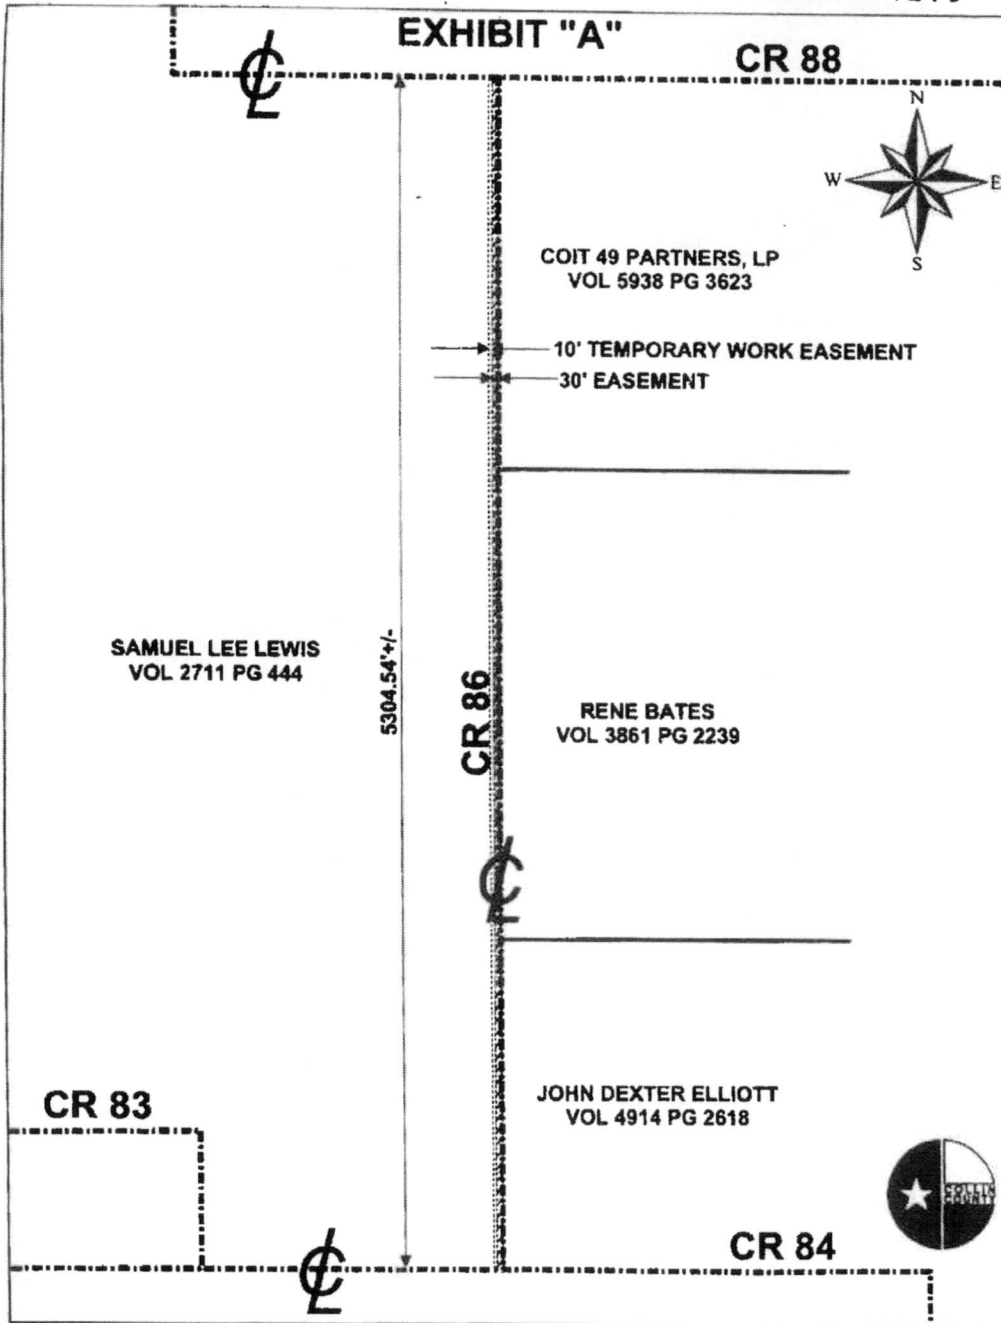 EXHIBIT "A"
CR 88
N
W
E
S
COIT 49 PARTNERS, LP
VOL 5938 PG 3623
10' TEMPORARY WORK EASEMENT
30' EASEMENT
SAMUEL LEE LEWIS
VOL 2711 PG 444
5304.54'+/-
CR 86
RENE BATES
VOL 3861 PG 2239
JOHN DEXTER ELLIOTT
VOL 4914 PG 2618
CR 83
COLLIN
COUNTY
CR 84